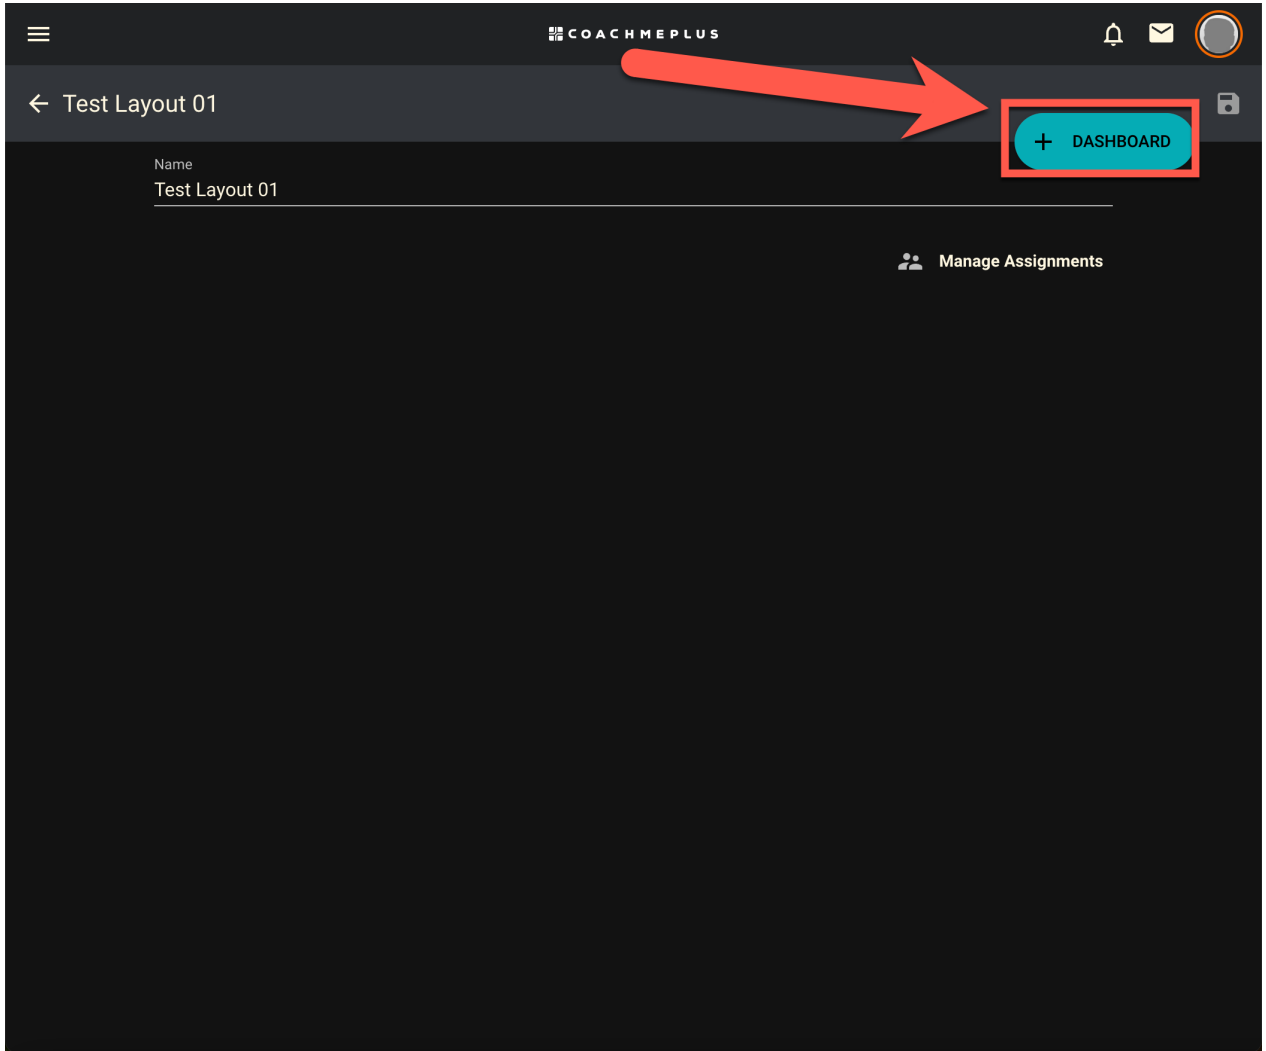 COACHMEPLUS
Test Layout 01
+ DASHBOARD
Name
Test Layout 01
Manage Assignments